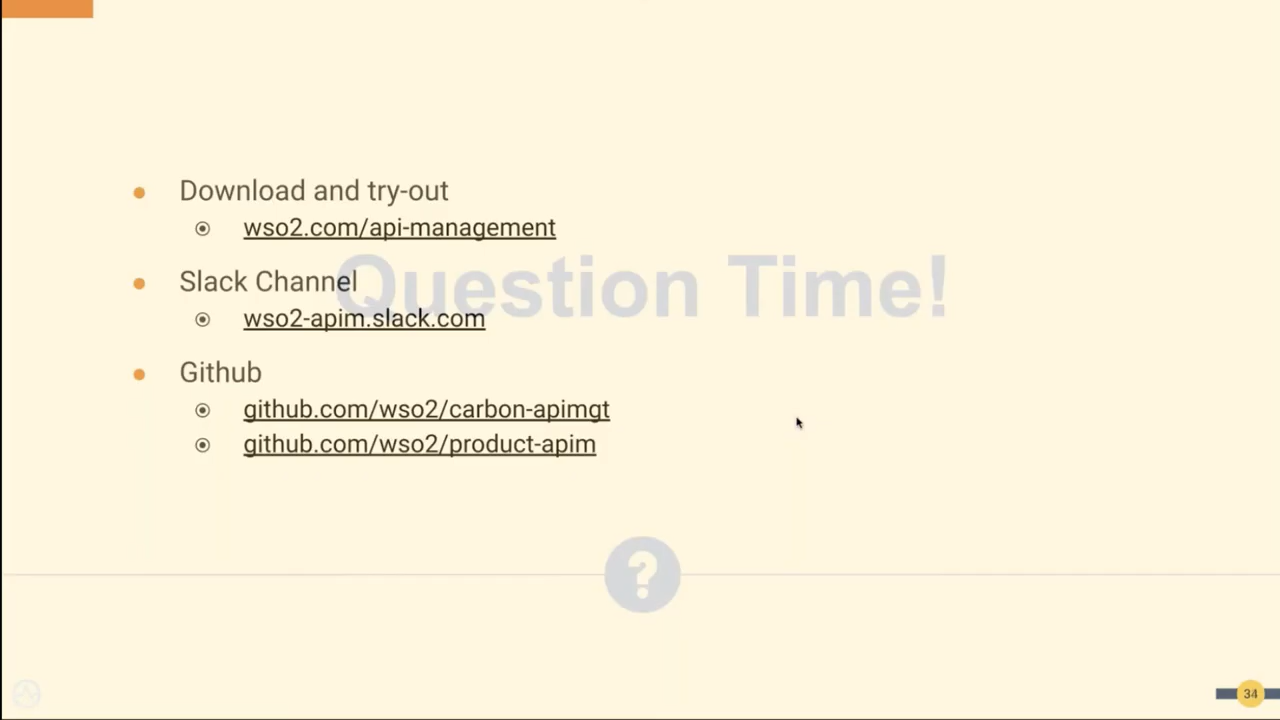 Download and try-out
wso2.com/api-management
Slack Channel
Question Time!
wso2-apim.slack.com
Github
github.com/wso2/carbon-apimgt
github.com/wso2/product-apim
?
34